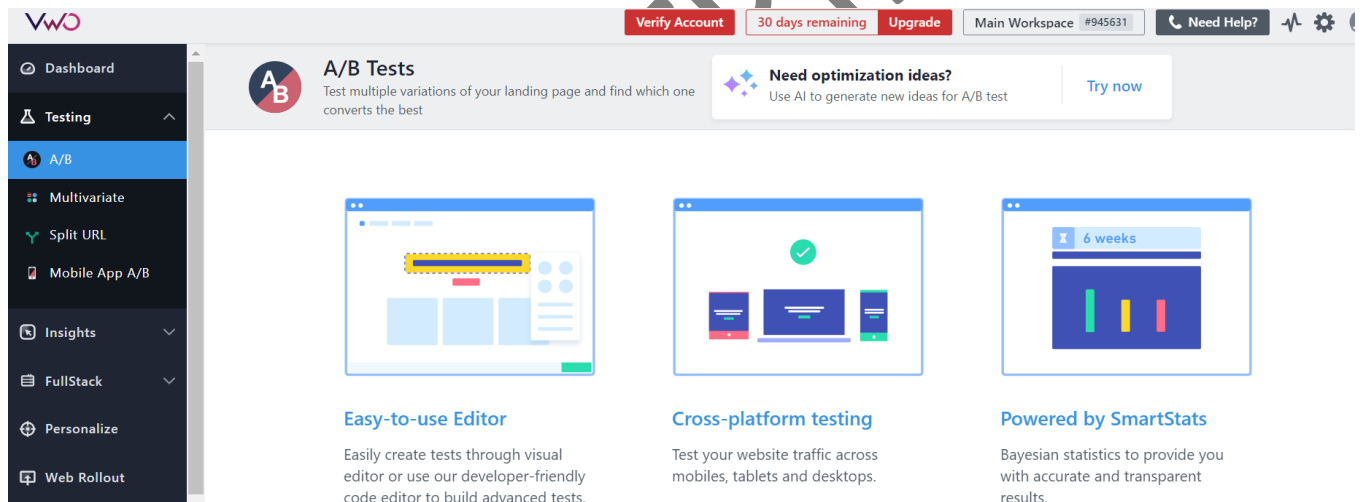 VWO
Verify Account
30 days remaining Upgrade
Main Workspace #945631
Need Help?
Dashboard
Testing
A/B
Multivariate
Split URL
Mobile App A/B
Insights
FullStack
Personalize
Web Rollout
AB
A/B Tests
Test multiple variations of your landing page and find which one
converts the best
Need optimization ideas?
Use AI to generate new ideas for A/B test
Try now
6 weeks
Easy-to-use Editor
Easily create tests through visual
editor or use our developer-friendly
code editor to build advanced tests.
Cross-platform testing
Test your website traffic across
mobiles, tablets and desktops.
Powered by SmartStats
Bayesian statistics to provide you
with accurate and transparent
results.